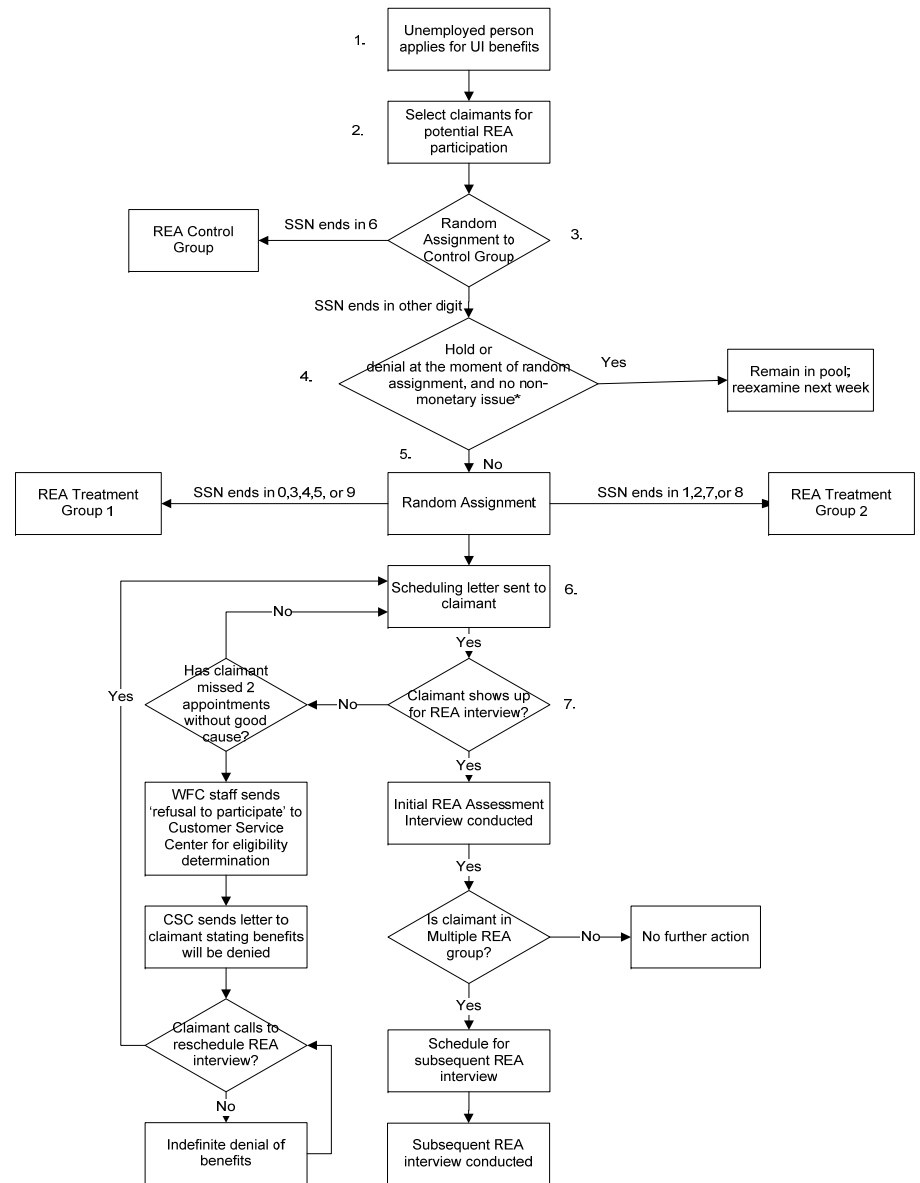 1.
Unemployed person
applies for UI benefits
2.
Select claimants for
potential REA
participation
REA Control
Group
SSN ends in 6
Random
Assignment to
Control Group
3.
SSN ends in other digit
4.
Hold or
denial at the moment of random
assignment, and no non-
monetary issue*
Yes
Remain in pool;
reexamine next week
5.
No
REA Treatment
Group 1
SSN ends in 0,3,4,5, or 9
Random Assignment
SSN ends in 1,2,7,or 8
REA Treatment
Group 2
Scheduling letter sent to
claimant
6.
No
Yes
Yes
Has claimant
missed 2
appointments
without good
cause?
No
Claimant shows up
for REA interview?
7.
Yes
WFC staff sends
‘refusal to participate’ to
Customer Service
Center for eligibility
determination
Initial REA Assessment
Interview conducted
Yes
CSC sends letter to
claimant stating benefits
will be denied
Is claimant in
Multiple REA
group?
No
No further action
Yes
Claimant calls to
reschedule REA
interview?
Schedule for
subsequent REA
interview
No
Indefinite denial of
benefits
Subsequent REA
interview conducted